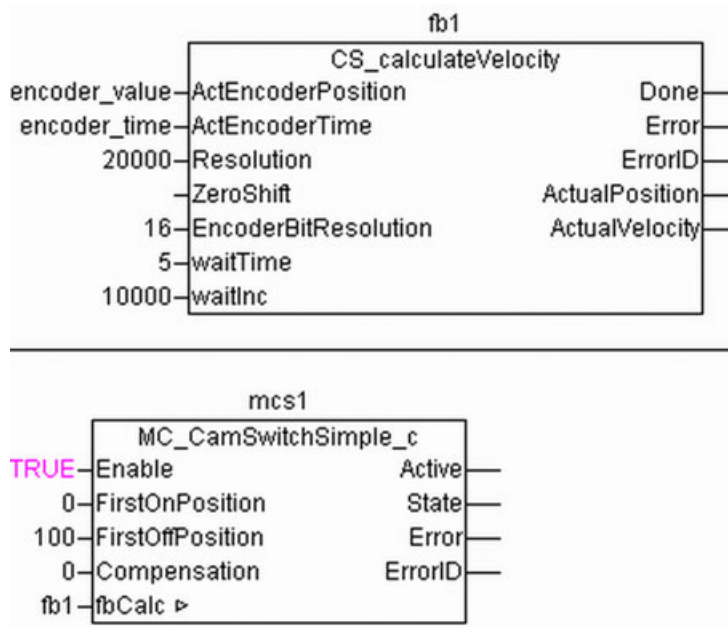 fb1
CS_calculateVelocity
encoder_value ActEncoderPosition Done
encoder_time ActEncoderTime Error
20000 Resolution ErrorID
ZeroShift ActualPosition
16 EncoderBitResolution ActualVelocity
5 waitTime
10000 waitInc
mcs1
MC_CamSwitchSimple_c
TRUE Enable Active
0 FirstOnPosition State
100 FirstOffPosition Error
0 Compensation ErrorID
fb1 fbCalc ▷